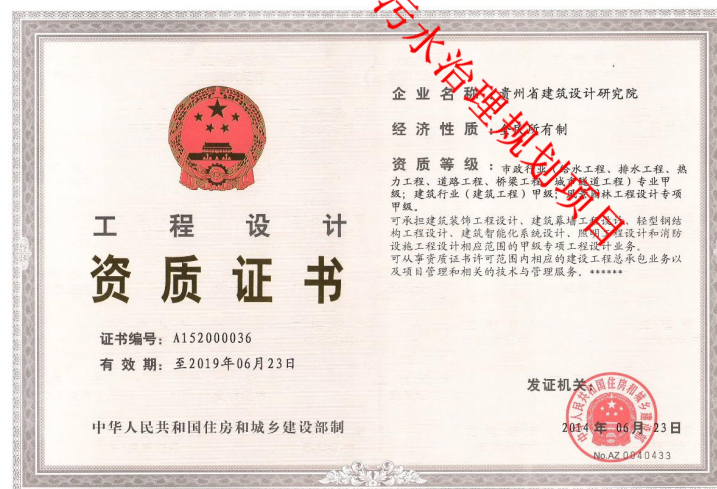 污水治理规划项目
工程设计
资质证书
证书编号：A152000036
有效期：至2019年06月23日
中华人民共和国住房和城乡建设部制
企业名称：贵州省建筑设计研究院
经济性质：全民所有制
资质等级：市政行业（给水工程、排水工程、热
力工程、道路工程、桥梁工程、城市隧道工程）专业甲
级；建筑行业（建筑工程）甲级；风景园林工程设计专项
甲级。
可承担建筑装饰工程设计、建筑幕墙工程设计、轻型钢结
构工程设计、建筑智能化系统设计、照明工程设计和消防
设施工程设计相应范围的甲级专项工程设计业务。
可从事资质证书许可范围内相应的建设工程总承包业务以
及项目管理和相关的技术与管理服务。******
发证机关：
2014年06月23日
No.AZ 0040433